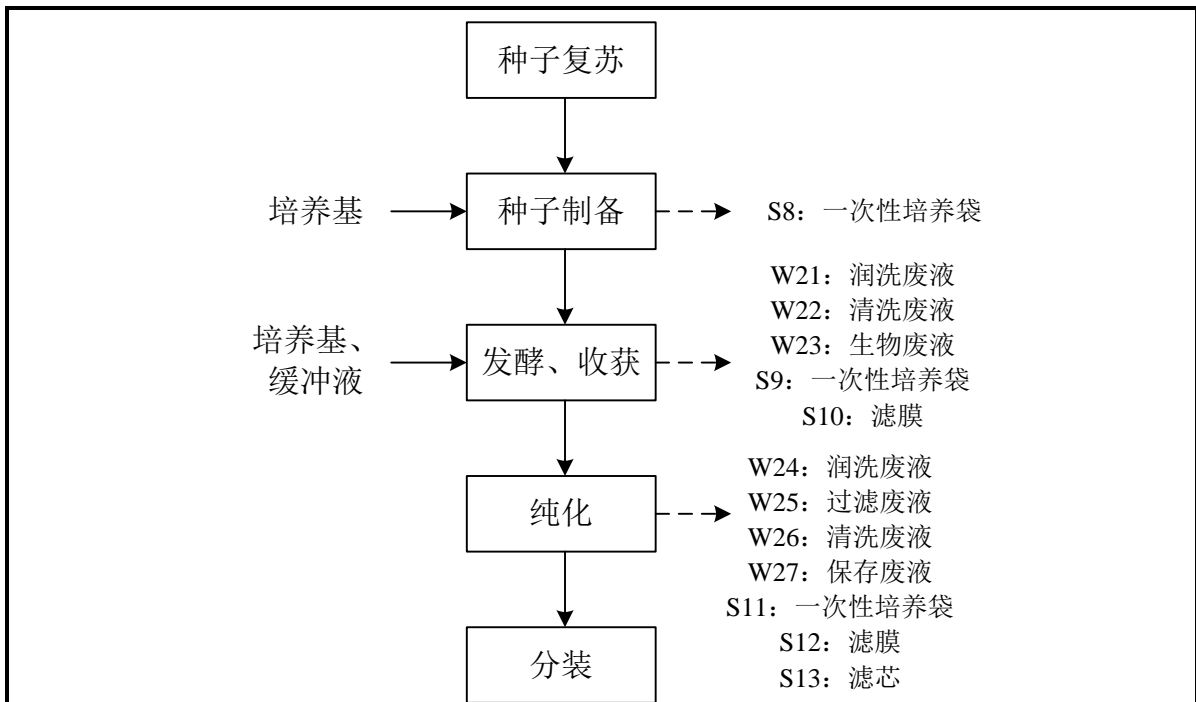 种子复苏
培养基
种子制备
S8：一次性培养袋
W21：润洗废液
W22：清洗废液
W23：生物废液
S9：一次性培养袋
S10：滤膜
培养基、
缓冲液
发酵、收获
W24：润洗废液
W25：过滤废液
W26：清洗废液
W27：保存废液
S11：一次性培养袋
S12：滤膜
S13：滤芯
纯化
分装